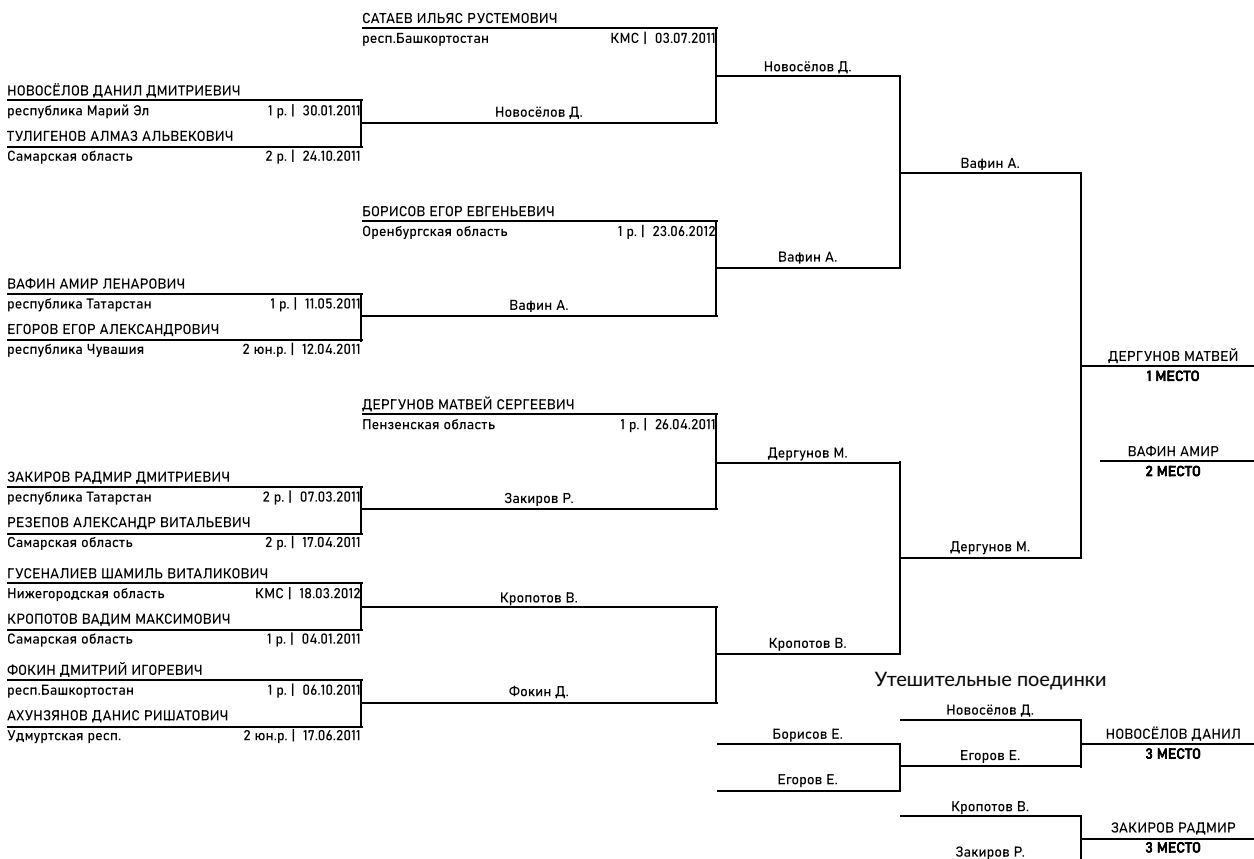 САТАЕВ ИЛЬЯС РУСТЕМОВИЧ
респ.Башкортостан КМС | 03.07.2011
Новосёлов Д.
НОВОСЁЛОВ ДАНИЛ ДМИТРИЕВИЧ
республика Марий Эл 1 р. | 30.01.2011
Новосёлов Д.
ТУЛИГЕНОВ АЛМАЗ АЛЬВЕКОВИЧ
Самарская область 2 р. | 24.10.2011
Вафин А.
БОРИСОВ ЕГОР ЕВГЕНЬЕВИЧ
Оренбургская область 1 р. | 23.06.2012
Вафин А.
ВАФИН АМИР ЛЕНАРОВИЧ
республика Татарстан 1 р. | 11.05.2011
Вафин А.
ЕГОРОВ ЕГОР АЛЕКСАНДРОВИЧ
республика Чувашия 2 юн.р. | 12.04.2011
ДЕРГУНОВ МАТВЕЙ
1 МЕСТО
ДЕРГУНОВ МАТВЕЙ СЕРГЕЕВИЧ
Пензенская область 1 р. | 26.04.2011
Дергунов М.
ВАФИН АМИР
2 МЕСТО
ЗАКИРОВ РАДМИР ДМИТРИЕВИЧ
республика Татарстан 2 р. | 07.03.2011
Закиров Р.
РЕЗЕПОВ АЛЕКСАНДР ВИТАЛЬЕВИЧ
Самарская область 2 р. | 17.04.2011
Дергунов М.
ГУСЕНАЛИЕВ ШАМИЛЬ ВИТАЛИКОВИЧ
Нижегородская область КМС | 18.03.2012
Кропотов В.
КРОПОТОВ ВАДИМ МАКСИМОВИЧ
Самарская область 1 р. | 04.01.2011
Кропотов В.
ФОКИН ДМИТРИЙ ИГОРЕВИЧ
респ.Башкортостан 1 р. | 06.10.2011
Фокин Д.
АХУНЗЯНОВ ДАНИС РИШАТОВИЧ
Удмуртская респ. 2 юн.р. | 17.06.2011
Утешительные поединки
Новосёлов Д.
Борисов Е.
НОВОСЁЛОВ ДАНИЛ
3 МЕСТО
Егоров Е.
Егоров Е.
Кропотов В.
ЗАКИРОВ РАДМИР
3 МЕСТО
Закиров Р.